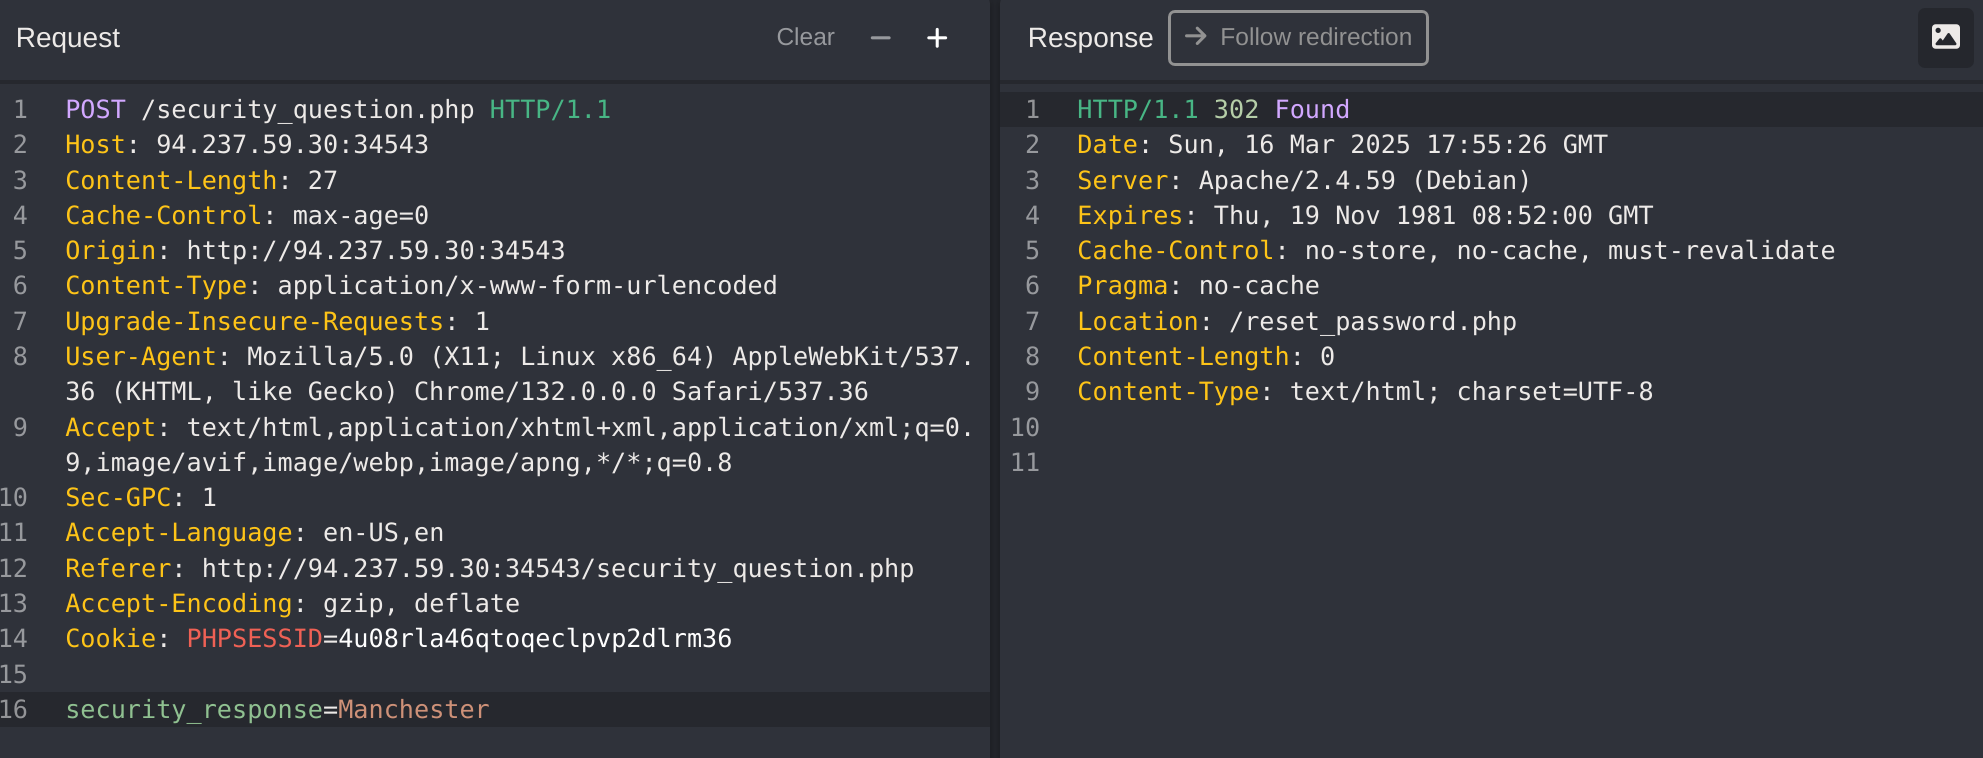 Request
Clear
1 POST /security_question.php HTTP/1.1
2 Host: 94.237.59.30:34543
3 Content-Length: 27
4 Cache-Control: max-age=0
5 Origin: http://94.237.59.30:34543
6 Content-Type: application/x-www-form-urlencoded
7 Upgrade-Insecure-Requests: 1
8 User-Agent: Mozilla/5.0 (X11; Linux x86_64) AppleWebKit/537.
36 (KHTML, like Gecko) Chrome/132.0.0.0 Safari/537.36
9 Accept: text/html,application/xhtml+xml,application/xml;q=0.
9,image/avif,image/webp,image/apng,*/*;q=0.8
10 Sec-GPC: 1
11 Accept-Language: en-US,en
12 Referer: http://94.237.59.30:34543/security_question.php
13 Accept-Encoding: gzip, deflate
14 Cookie: PHPSESSID=4u08rla46qtoqeclpvp2dlrm36
15
16 security_response=Manchester
Response
Follow redirection
1 HTTP/1.1 302 Found
2 Date: Sun, 16 Mar 2025 17:55:26 GMT
3 Server: Apache/2.4.59 (Debian)
4 Expires: Thu, 19 Nov 1981 08:52:00 GMT
5 Cache-Control: no-store, no-cache, must-revalidate
6 Pragma: no-cache
7 Location: /reset_password.php
8 Content-Length: 0
9 Content-Type: text/html; charset=UTF-8
10
11